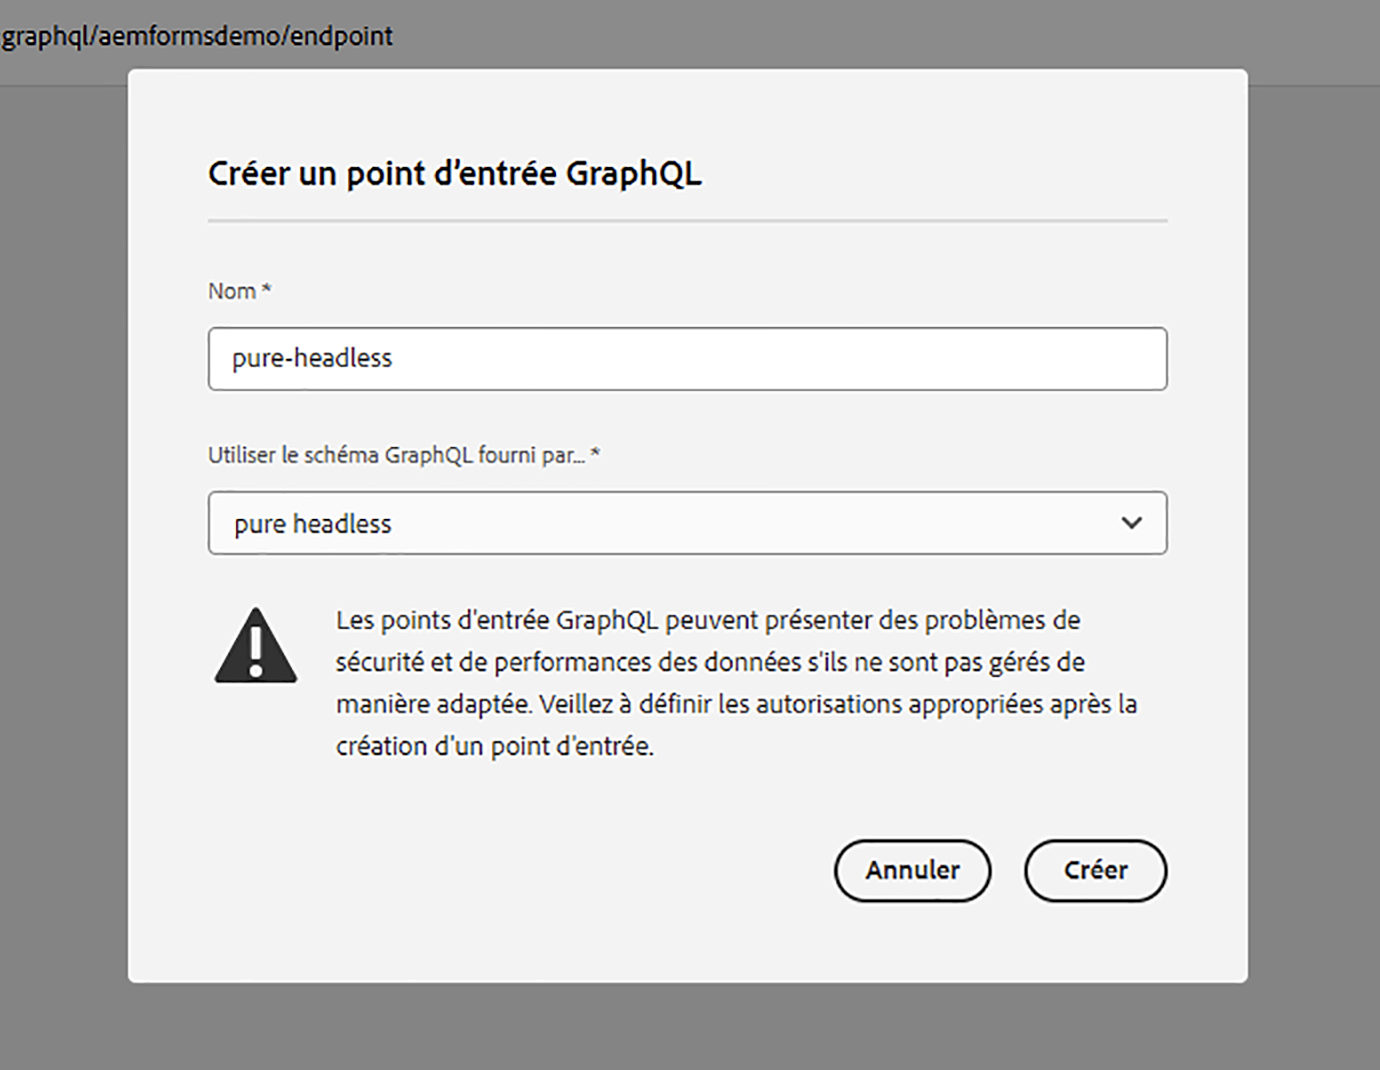 graphql/aemformsdemo/endpoint
Créer un point d’entrée GraphQL
Nom *
pure-headless
Utiliser le schéma GraphQL fourni par... *
pure headless
Les points d'entrée GraphQL peuvent présenter des problèmes de
sécurité et de performances des données s'ils ne sont pas gérés de
manière adaptée. Veillez à définir les autorisations appropriées après la
création d'un point d'entrée.
Annuler
Créer